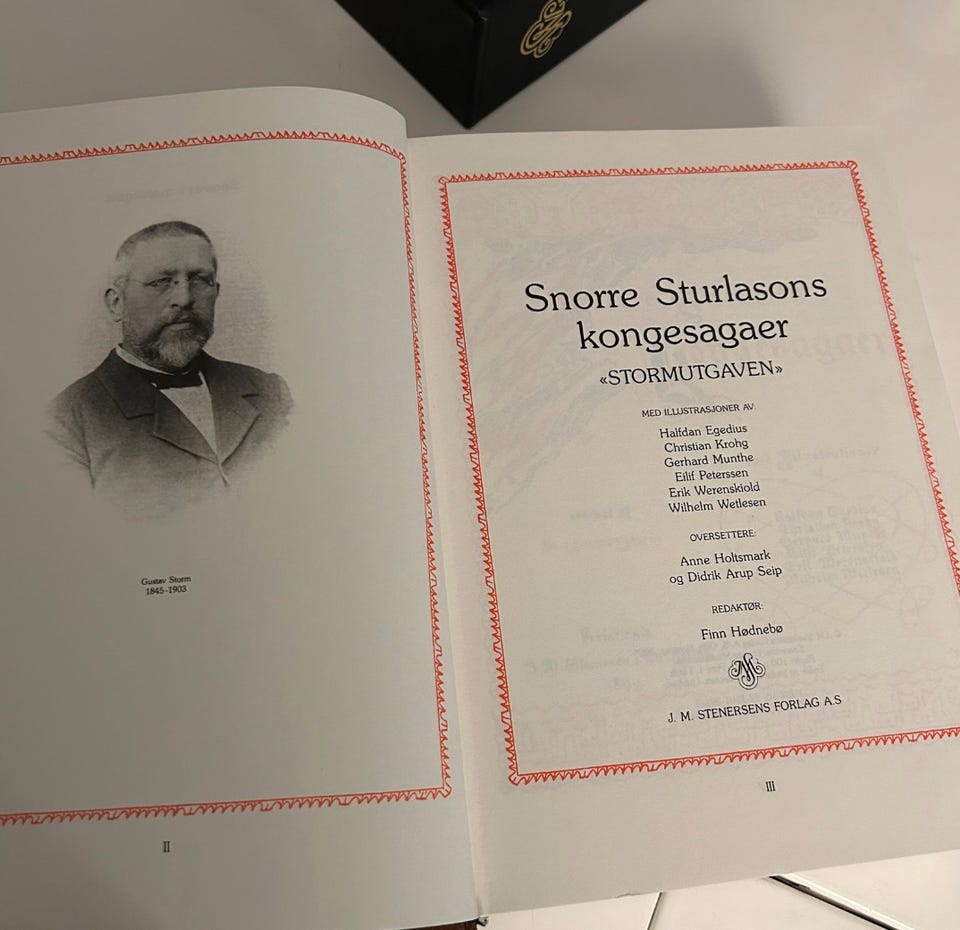 Gustav Storm
1845-1903
II
Snorre Sturlasons
kongesagaer
«STORMUTGAVEN»
MED ILLUSTRASJONER AV:
Halfdan Egedius
Christian Krohg
Gerhard Munthe
Eilif Peterssen
Erik Werenskiold
Wilhelm Wetlesen
OVERSETTERE:
Anne Holtsmark
og Didrik Arup Seip
REDAKTØR:
Finn Hødnebø
J. M. STENERSENS FORLAG A.S
III